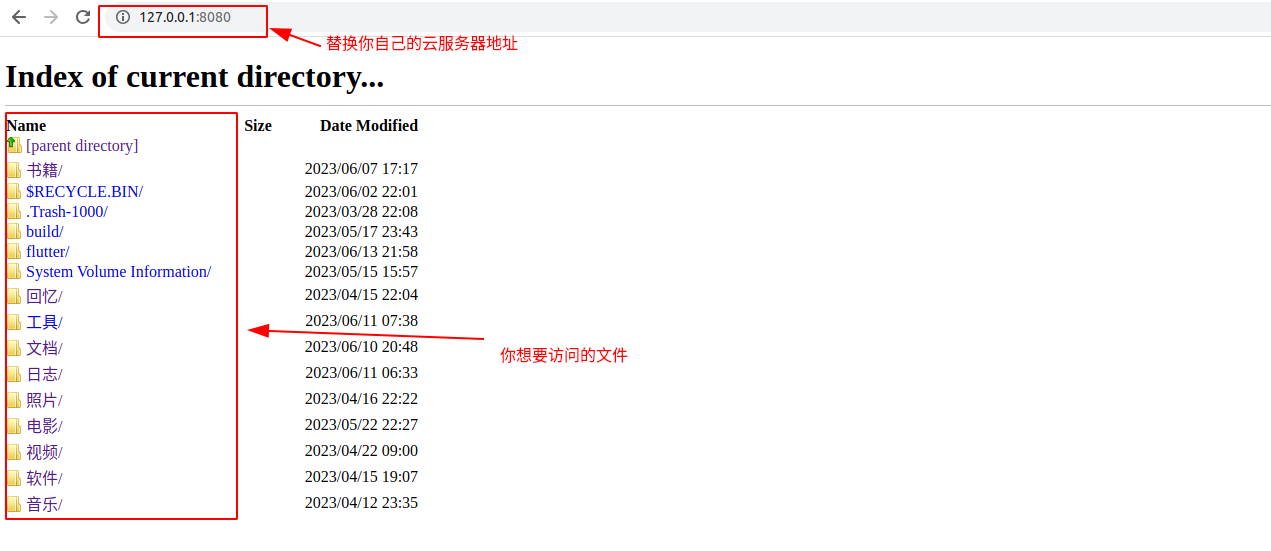 127.0.0.1:8080
替换你自己的云服务器地址
Index of current directory...
Name Size Date Modified
[parent directory]
书籍/ 2023/06/07 17:17
$RECYCLE.BIN/ 2023/06/02 22:01
.Trash-1000/ 2023/03/28 22:08
build/ 2023/05/17 23:43
flutter/ 2023/06/13 21:58
System Volume Information/ 2023/05/15 15:57
回忆/ 2023/04/15 22:04
工具/ 2023/06/11 07:38
文档/ 2023/06/10 20:48
你想要访问的文件
日志/ 2023/06/11 06:33
照片/ 2023/04/16 22:22
电影/ 2023/05/22 22:27
视频/ 2023/04/22 09:00
软件/ 2023/04/15 19:07
音乐/ 2023/04/12 23:35